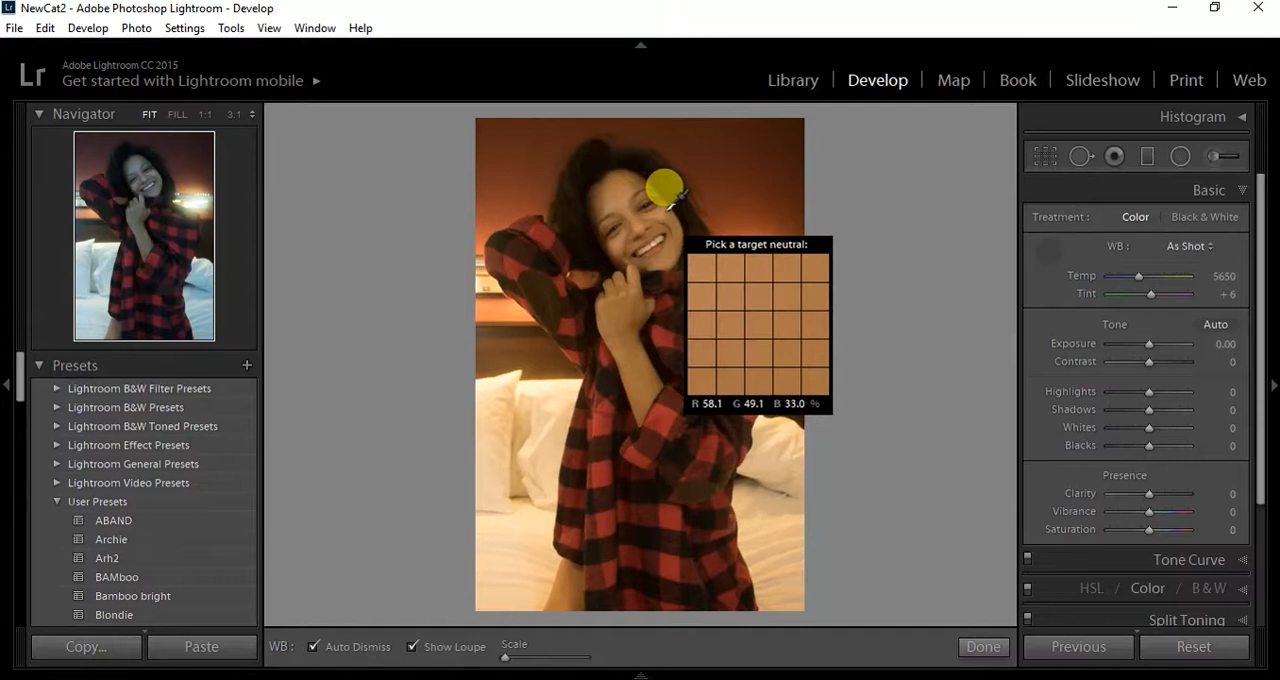 NewCat2 - Adobe Photoshop Lightroom - Develop
File Edit Develop Photo Settings Tools View Window Help
Lr
Adobe Lightroom CC 2015
Get started with Lightroom mobile
Library | Develop | Map | Book | Slideshow | Print | Web
Navigator FIT FILL 1:1 3:1
Presets +
Lightroom B&W Filter Presets
Lightroom B&W Presets
Lightroom B&W Toned Presets
Lightroom Effect Presets
Lightroom General Presets
Lightroom Video Presets
User Presets
ABAND
Archie
Arh2
BAMboo
Bamboo bright
Blondie
Copy... Paste
Pick a target neutral:
R 58.1 G 49.1 B 33.0 %
WB : Auto Dismiss Show Loupe Scale Done
Histogram
Basic
Treatment : Color Black & White
WB : As Shot
Temp 5650
Tint + 6
Tone Auto
Exposure 0.00
Contrast 0
Highlights 0
Shadows 0
Whites 0
Blacks 0
Presence
Clarity 0
Vibrance 0
Saturation 0
Tone Curve
HSL / Color / B & W
Split Toning
Previous Reset